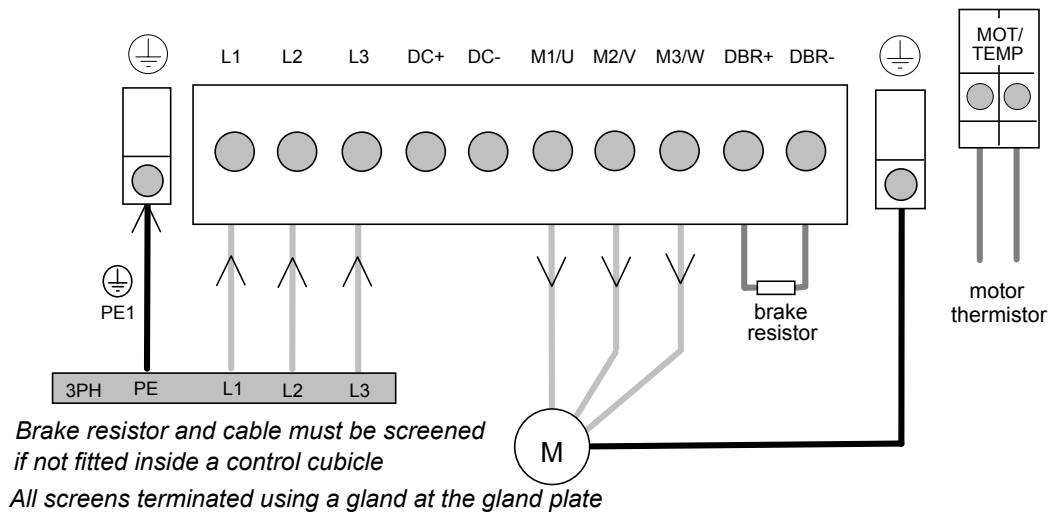 MOT/
TEMP
L1 L2 L3 DC+ DC- M1/U M2/V M3/W DBR+ DBR-
PE1
brake
resistor
motor
thermistor
3PH PE L1 L2 L3
M
Brake resistor and cable must be screened
if not fitted inside a control cubicle
All screens terminated using a gland at the gland plate